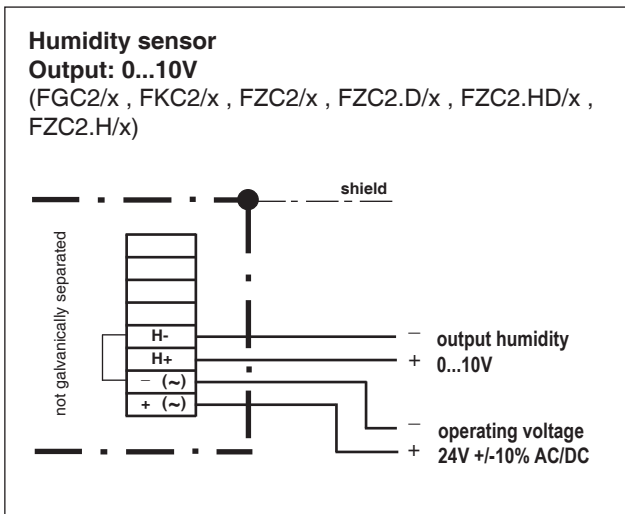 Humidity sensor
Output: 0...10V
(FGC2/x , FKC2/x , FZC2/x , FZC2.D/x , FZC2.HD/x ,
FZC2.H/x)
shield
not galvanically separated
H-
H+
− (~)
+ (~)
− output humidity
+ 0...10V
− operating voltage
+ 24V +/-10% AC/DC